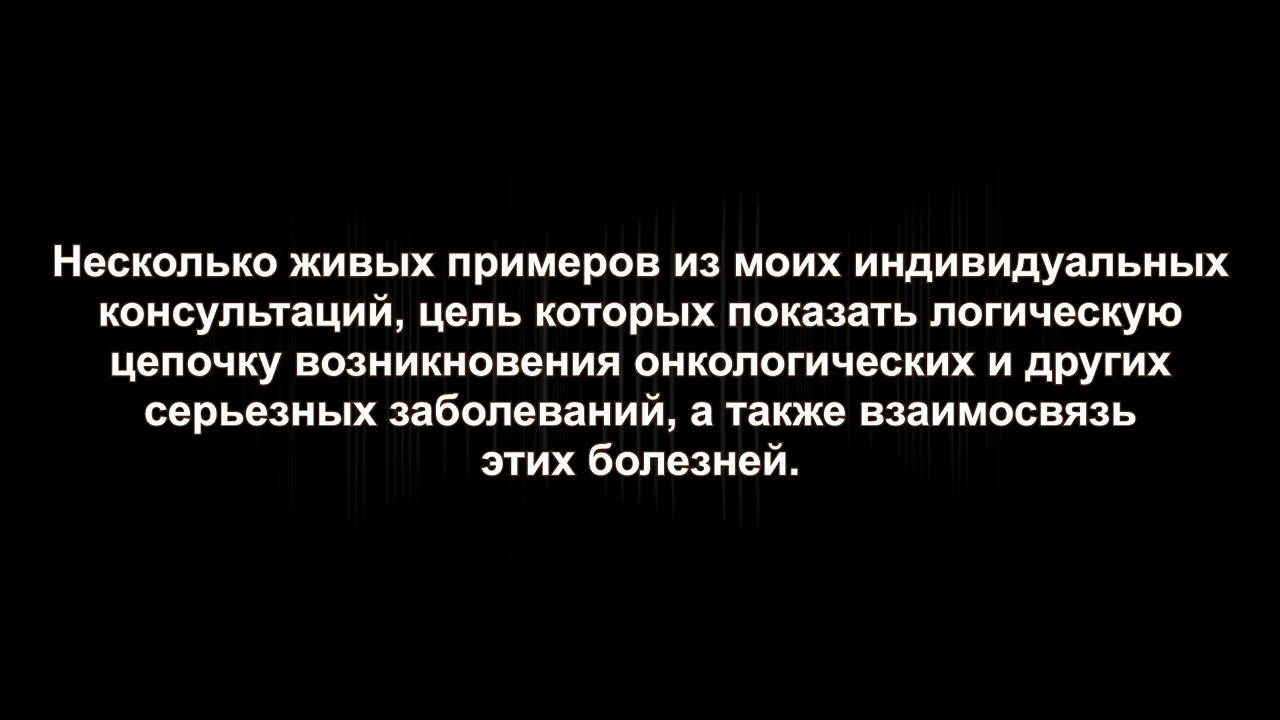 Несколько живых примеров из моих индивидуальных
консультаций, цель которых показать логическую
цепочку возникновения онкологических и других
серьезных заболеваний, а также взаимосвязь
этих болезней.